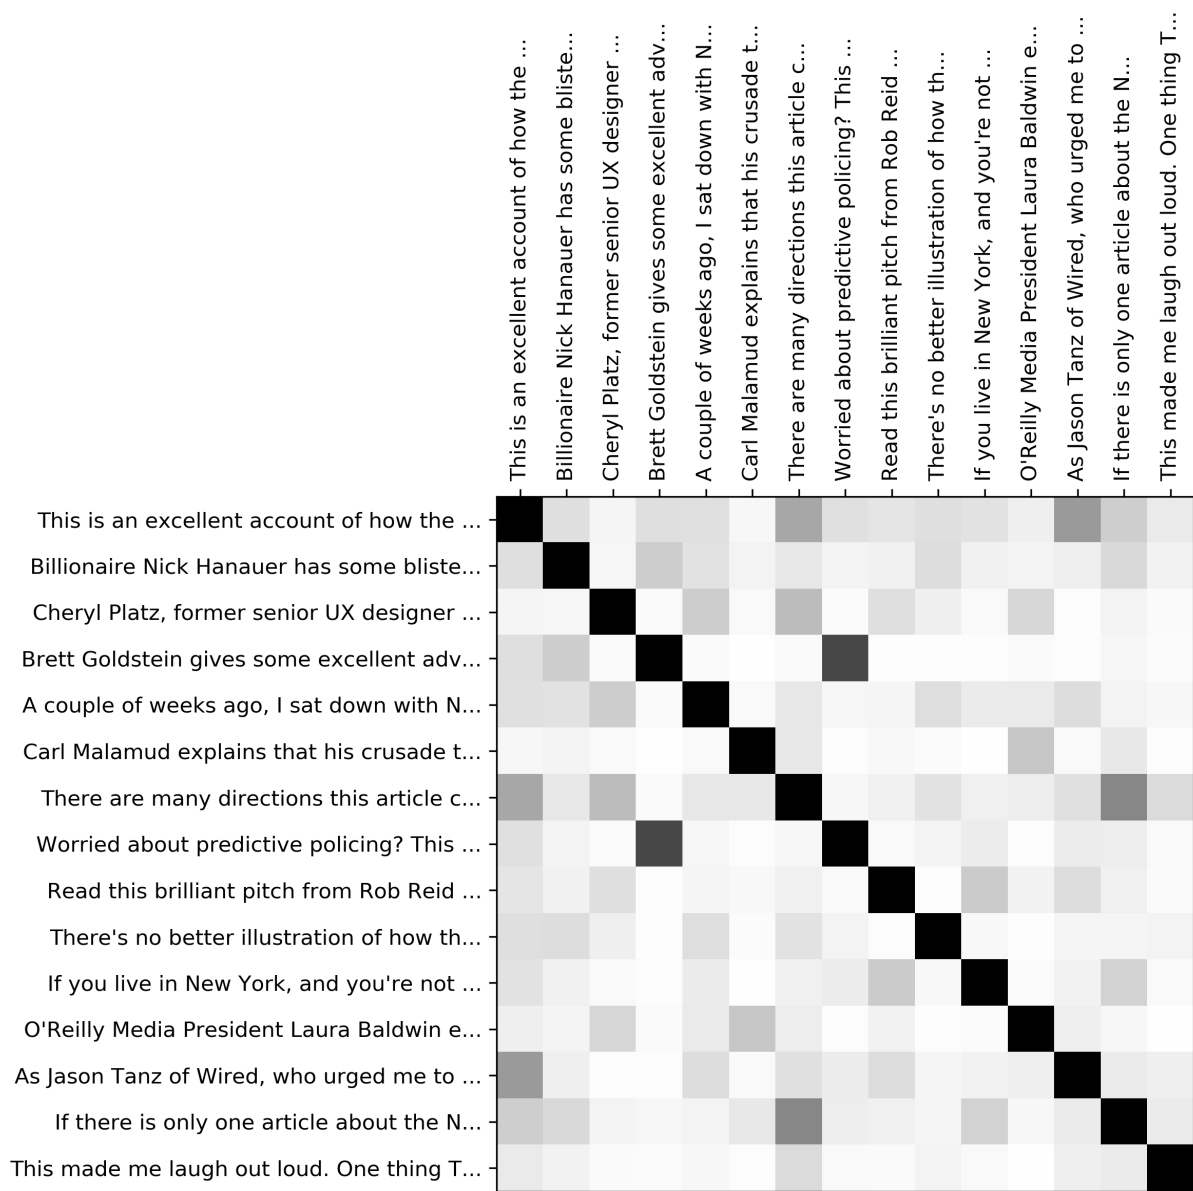 This is an excellent account of how the ...
Billionaire Nick Hanauer has some bliste...
Cheryl Platz, former senior UX designer ...
Brett Goldstein gives some excellent adv...
A couple of weeks ago, I sat down with N...
Carl Malamud explains that his crusade t...
There are many directions this article c...
Worried about predictive policing? This ...
Read this brilliant pitch from Rob Reid ...
There's no better illustration of how th...
If you live in New York, and you're not ...
O'Reilly Media President Laura Baldwin e...
As Jason Tanz of Wired, who urged me to ...
If there is only one article about the N...
This made me laugh out loud. One thing T...
This is an excellent account of how the ...
Billionaire Nick Hanauer has some bliste...
Cheryl Platz, former senior UX designer ...
Brett Goldstein gives some excellent adv...
A couple of weeks ago, I sat down with N...
Carl Malamud explains that his crusade t...
There are many directions this article c...
Worried about predictive policing? This ...
Read this brilliant pitch from Rob Reid ...
There's no better illustration of how th...
If you live in New York, and you're not ...
O'Reilly Media President Laura Baldwin e...
As Jason Tanz of Wired, who urged me to ...
If there is only one article about the N...
This made me laugh out loud. One thing T...